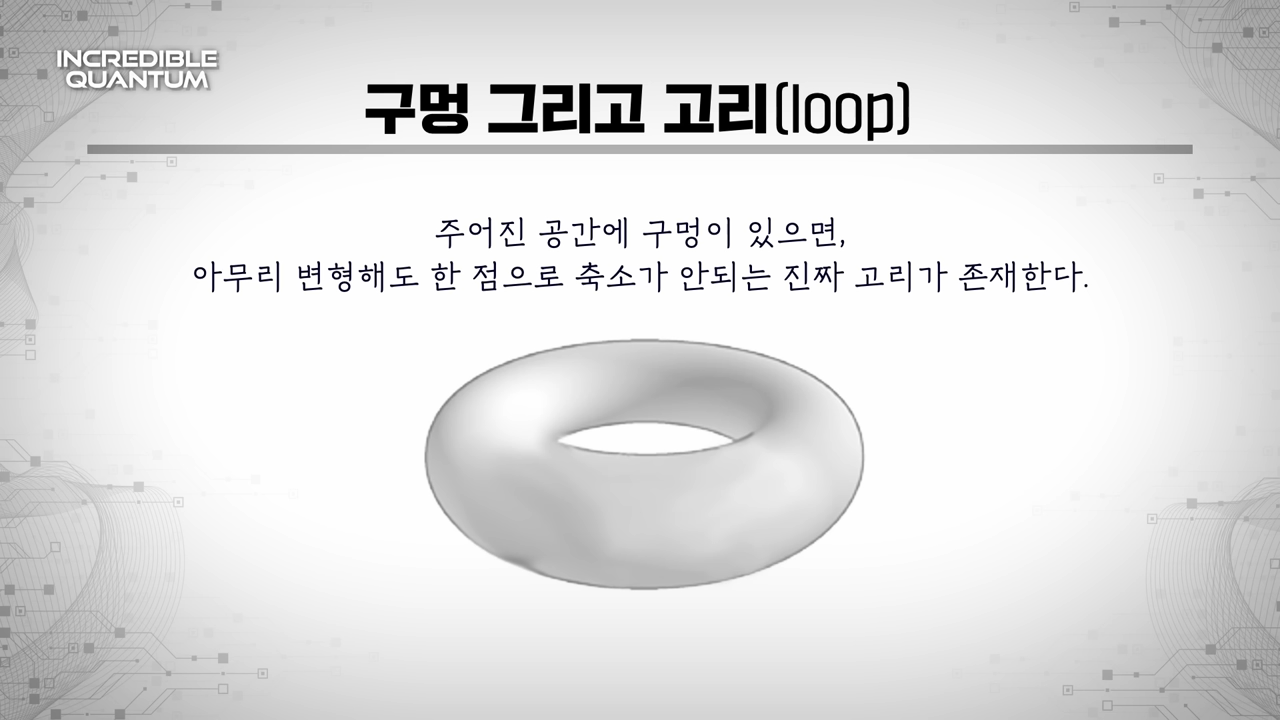 INCREDIBLE
QUANTUM
구멍 그리고 고리(loop)
주어진 공간에 구멍이 있으면,
아무리 변형해도 한 점으로 축소가 안되는 진짜 고리가 존재한다.